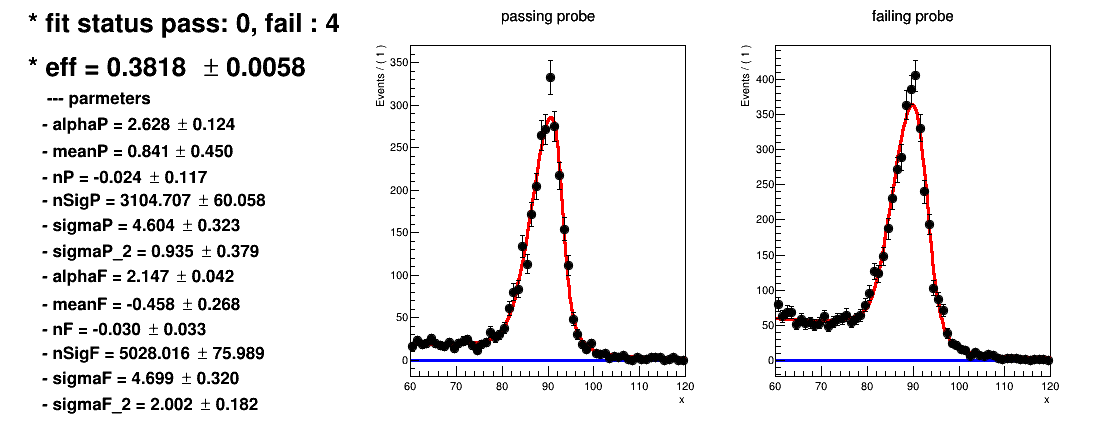 * fit status pass: 0, fail : 4
* eff = 0.3818 ± 0.0058
--- parmeters
- alphaP = 2.628 ± 0.124
- meanP = 0.841 ± 0.450
- nP = -0.024 ± 0.117
- nSigP = 3104.707 ± 60.058
- sigmaP = 4.604 ± 0.323
- sigmaP_2 = 0.935 ± 0.379
- alphaF = 2.147 ± 0.042
- meanF = -0.458 ± 0.268
- nF = -0.030 ± 0.033
- nSigF = 5028.016 ± 75.989
- sigmaF = 4.699 ± 0.320
- sigmaF_2 = 2.002 ± 0.182
passing probe
Events / ( 1 )
350
300
250
200
150
100
50
0
60 70 80 90 100 110 120
x
failing probe
Events / ( 1 )
400
350
300
250
200
150
100
50
0
60 70 80 90 100 110 120
x